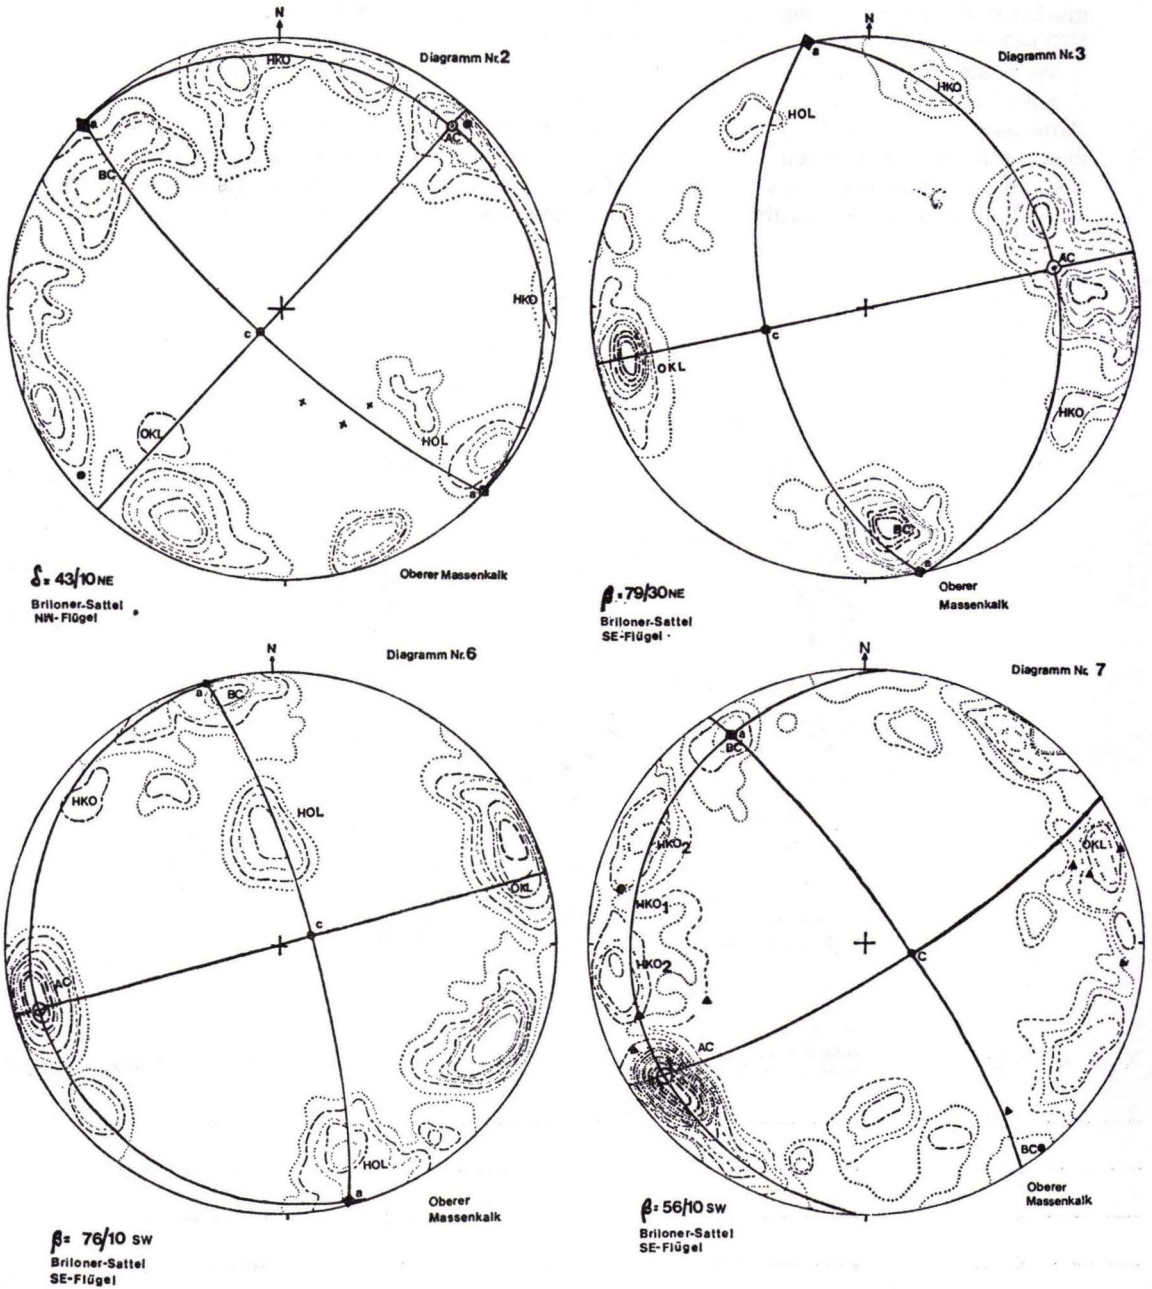 N
Diagramm Nr.2
HKO
a
AC
BC
HKO
c
OKL
HOL
a
δ= 43/10 NE
Oberer Massenkalk
Briloner-Sattel
NW-Flügel
N
Diagramm Nr.3
a
HKO
HOL
AC
c
OKL
HKO
BC
a
β=79/30NE
Oberer
Massenkalk
Briloner-Sattel
SE-Flügel
N
Diagramm Nr.6
a
BC
HKO
HOL
OKL
c
AC
HOL
a
Oberer
Massenkalk
β= 76/10 SW
Briloner-Sattel
SE-Flügel
N
Diagramm Nr. 7
a
BC
HKO2
OKL
HKO1
HKO2
C
AC
BC
Oberer
Massenkalk
β= 56/10 SW
Briloner-Sattel
SE-Flügel